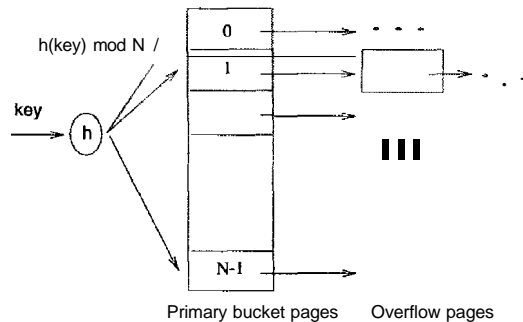 h(key) mod N /
key
h
0
1
N-1
Primary bucket pages
Overflow pages